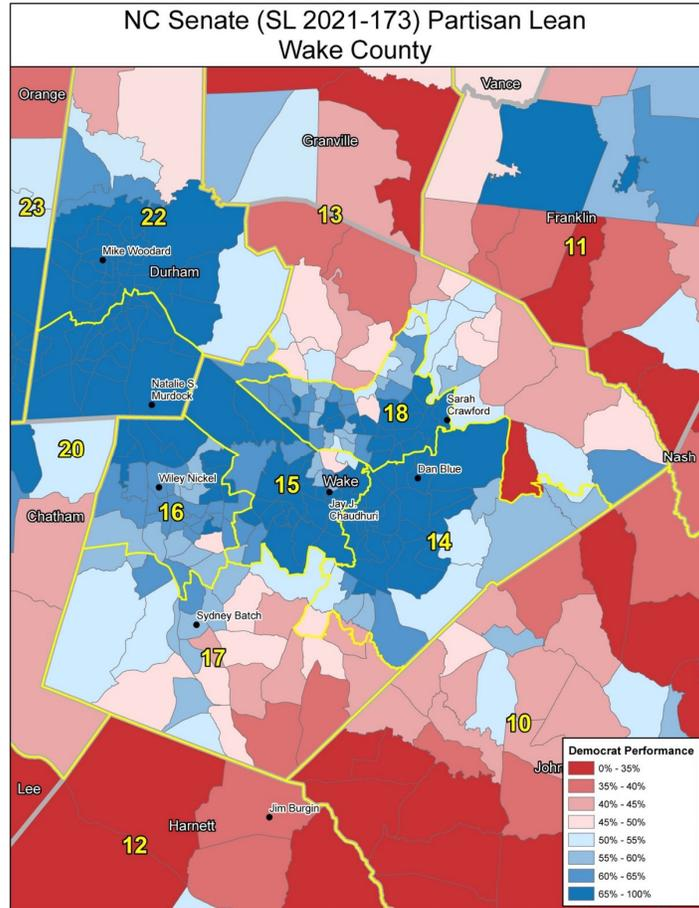 NC Senate (SL 2021-173) Partisan Lean
Wake County
Orange
Vance
Granville
23
22
13
Franklin
11
Mike Woodard
Durham
Natalie S.
Murdock
18
Sarah
Crawford
20
Nash
Wiley Nickel
15
Wake
Dan Blue
Jay J.
Chaudhuri
16
Chatham
14
Sydney Batch
17
10
Democrat Performance
0% - 35%
35% - 40%
40% - 45%
45% - 50%
50% - 55%
55% - 60%
60% - 65%
65% - 100%
John
Lee
Jim Burgin
Harnett
12